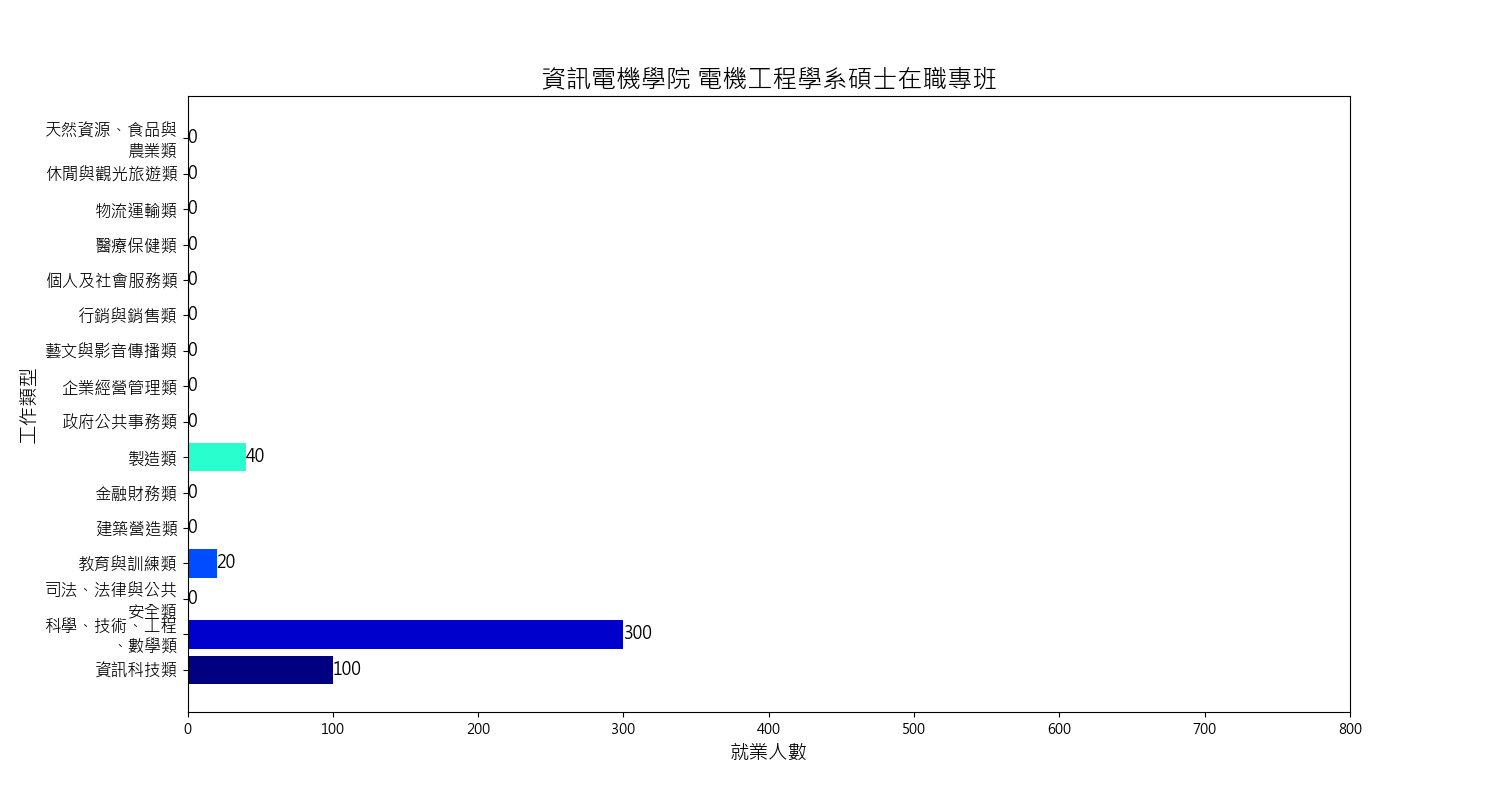 資訊電機學院 電機工程學系碩士在職專班
天然資源、食品與
農業類
0
休閒與觀光旅遊類
0
物流運輸類
0
醫療保健類
0
個人及社會服務類
0
行銷與銷售類
0
藝文與影音傳播類
0
企業經營管理類
0
政府公共事務類
0
製造類
40
金融財務類
0
建築營造類
0
教育與訓練類
20
司法、法律與公共
安全類
0
科學、技術、工程
、數學類
300
資訊科技類
100
工作類型
0 100 200 300 400 500 600 700 800
就業人數